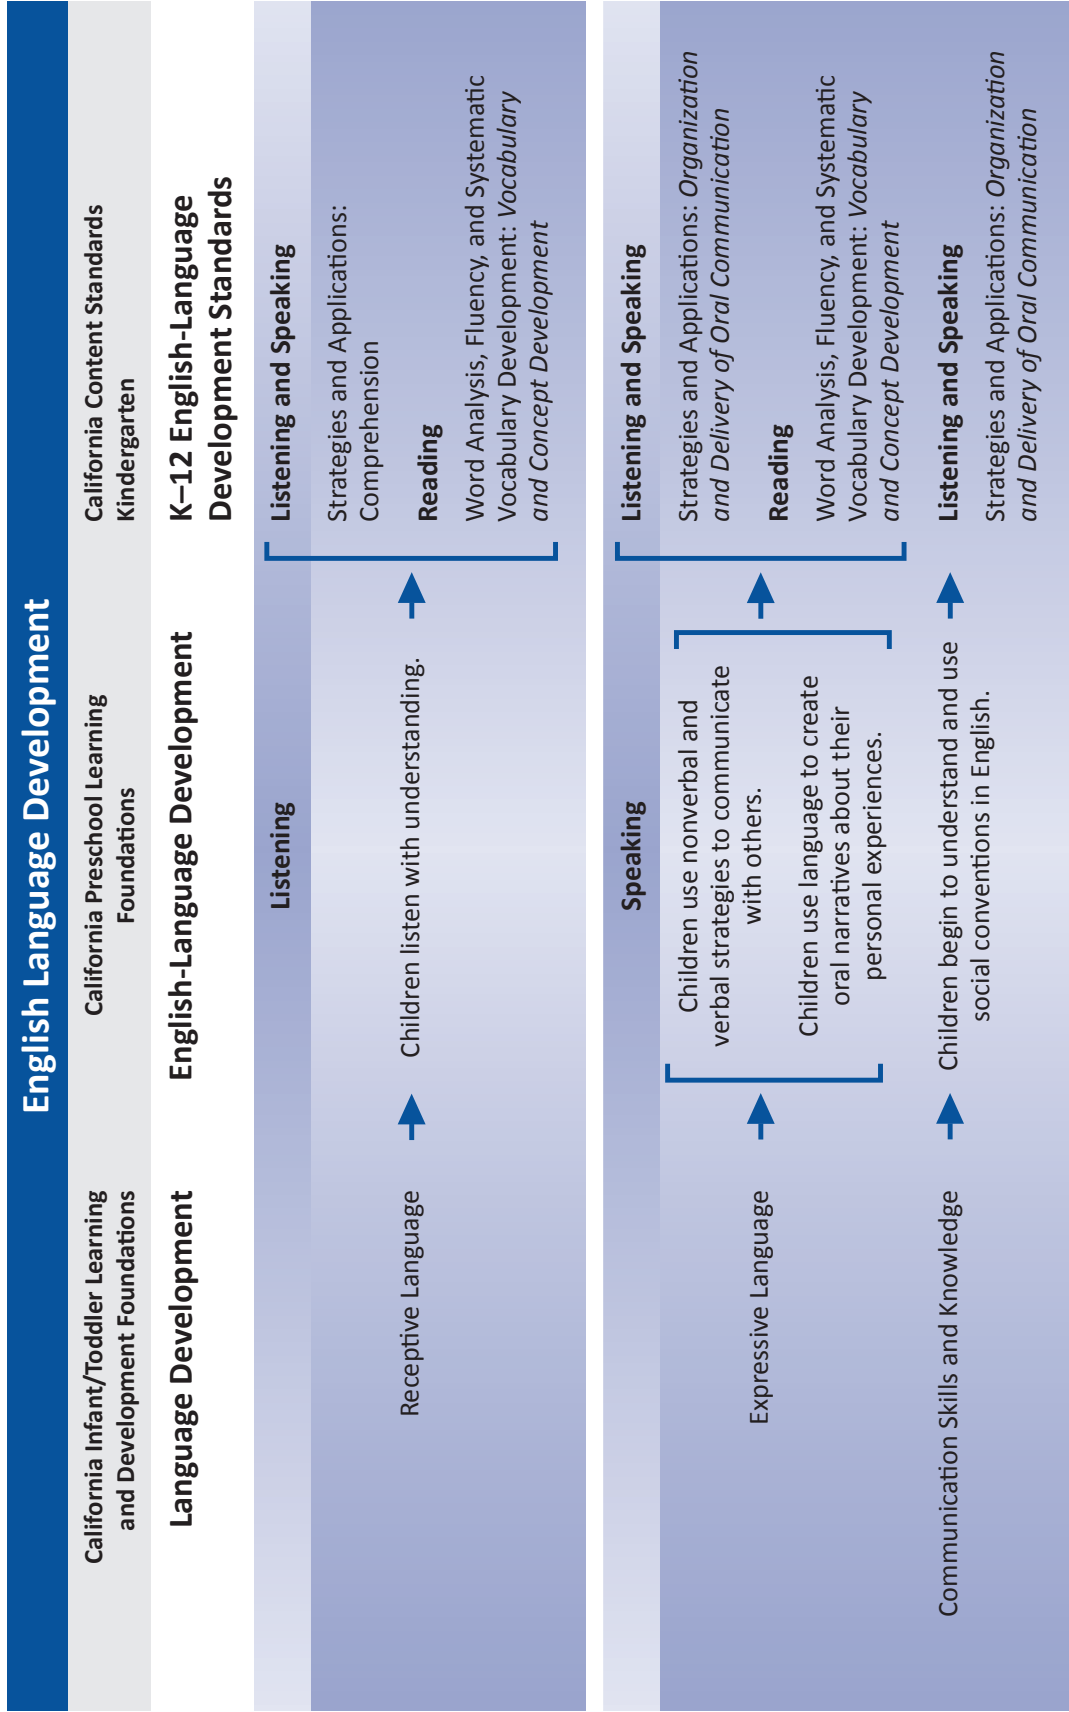 English Language Development
California Infant/Toddler Learning
and Development Foundations
California Preschool Learning
Foundations
California Content Standards
Kindergarten
Language Development
English-Language Development
K–12 English-Language
Development Standards
Listening
Listening and Speaking
Receptive Language
Children listen with understanding.
Strategies and Applications:
Comprehension
Reading
Word Analysis, Fluency, and Systematic
Vocabulary Development: Vocabulary
and Concept Development
Speaking
Listening and Speaking
Expressive Language
Children use nonverbal and
verbal strategies to communicate
with others.
Children use language to create
oral narratives about their
personal experiences.
Strategies and Applications: Organization
and Delivery of Oral Communication
Reading
Word Analysis, Fluency, and Systematic
Vocabulary Development: Vocabulary
and Concept Development
Communication Skills and Knowledge
Children begin to understand and use
social conventions in English.
Listening and Speaking
Strategies and Applications: Organization
and Delivery of Oral Communication